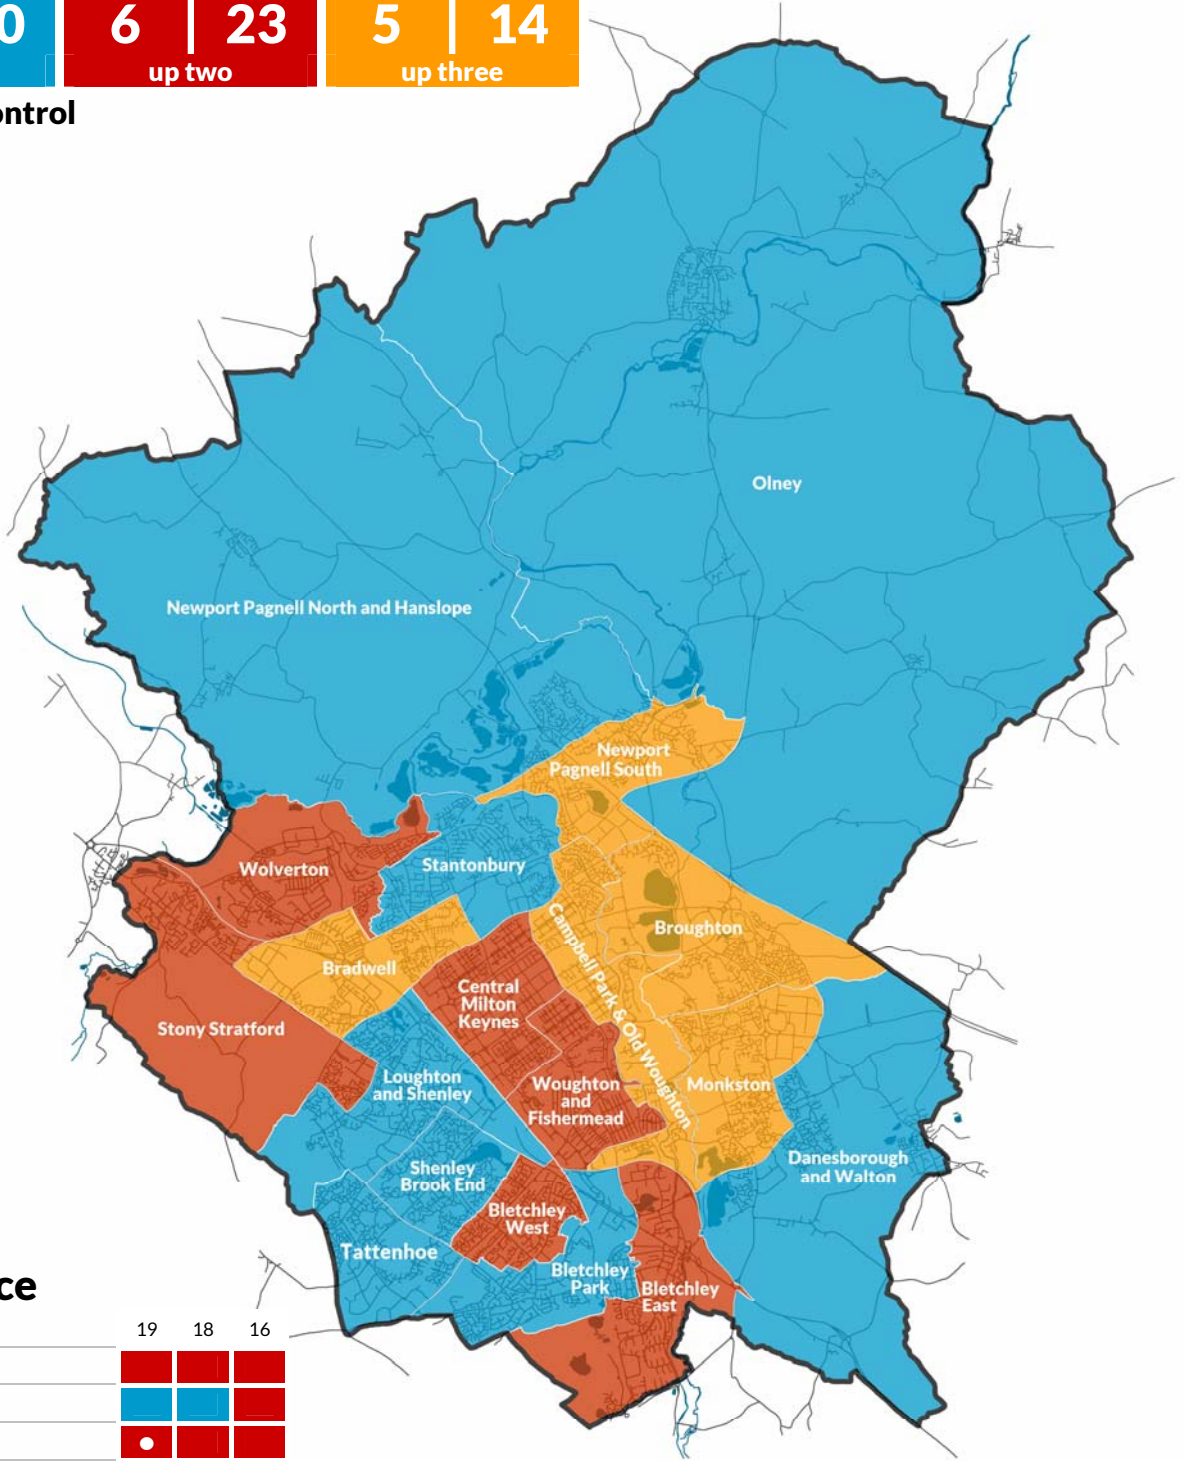 0 6 | 23 5 | 14
up two up three
ontrol
Olney
Newport Pagnell North and Hanslope
Newport
Pagnell South
Wolverton
Stantonbury
Broughton
Campbell Park & Old Woughton
Bradwell
Central
Milton
Keynes
Stony Stratford
Loughton
and Shenley
Woughton
and
Fishermead
Monkston
Danesborough
and Walton
Shenley
Brook End
Bletchley
West
Tattenhoe
Bletchley
Park
Bletchley
East
ce
19 18 16